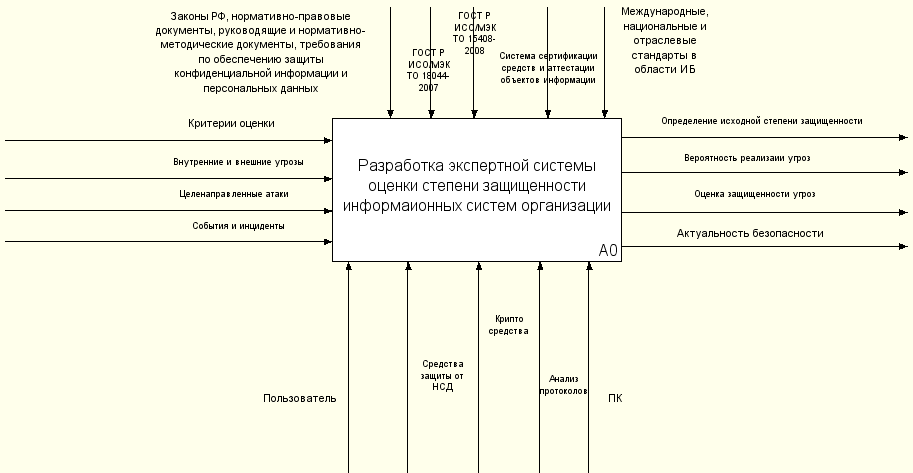 Законы РФ, нормативно-правовые
документы, руководящие и нормативно-
методические документы, требования
по обеспечению защиты
конфиденциальной информации и
персональных данных
ГОСТ Р
ИСО/МЭК
ТО 18044-
2007
ГОСТ Р
ИСО/МЭК
ТО 15408-
2008
Система сертификации
средств и аттестации
объектов информации
Международные,
национальные и
отраслевые
стандарты в
области ИБ
Критерии оценки
Внутренние и внешние угрозы
Целенаправленные атаки
События и инциденты
Разработка экспертной системы
оценки степени защищенности
информаионных систем организации
А0
Определение исходной степени защищенности
Вероятность реализаии угроз
Оценка защищенности угроз
Актуальность безопасности
Пользователь
Средства
защиты от
НСД
Крипто
средства
Анализ
протоколов
ПК